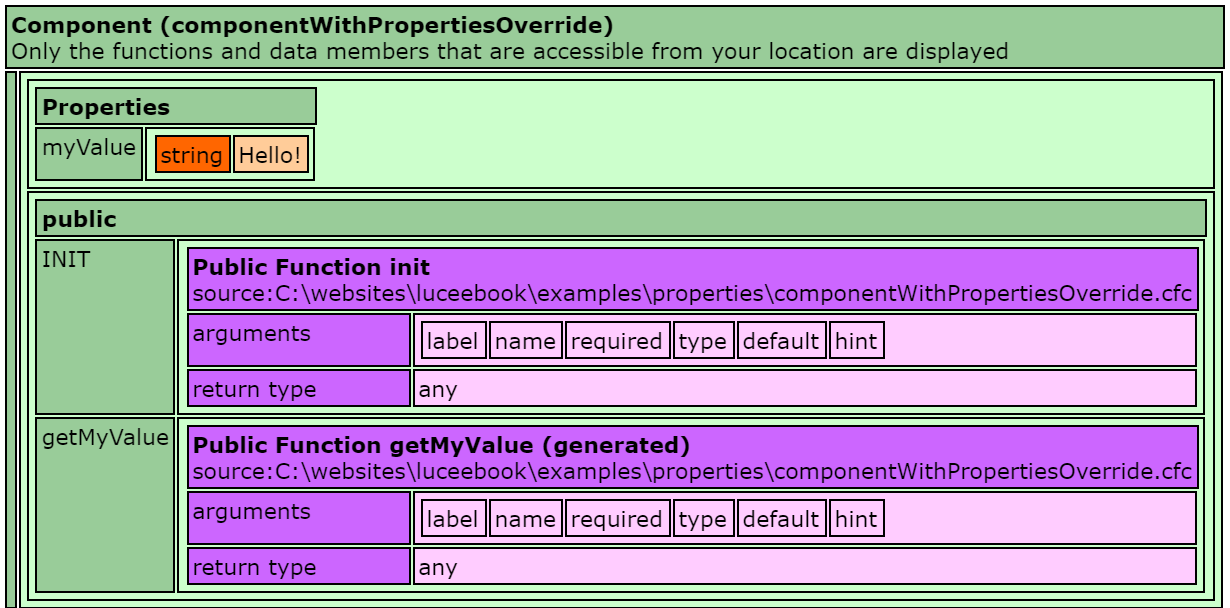 Component (componentWithPropertiesOverride)
Only the functions and data members that are accessible from your location are displayed
Properties
myValue string Hello!
public
INIT
Public Function init
source:C:\websites\luceebook\examples\properties\componentWithPropertiesOverride.cfc
arguments label name required type default hint
return type any
getMyValue
Public Function getMyValue (generated)
source:C:\websites\luceebook\examples\properties\componentWithPropertiesOverride.cfc
arguments label name required type default hint
return type any